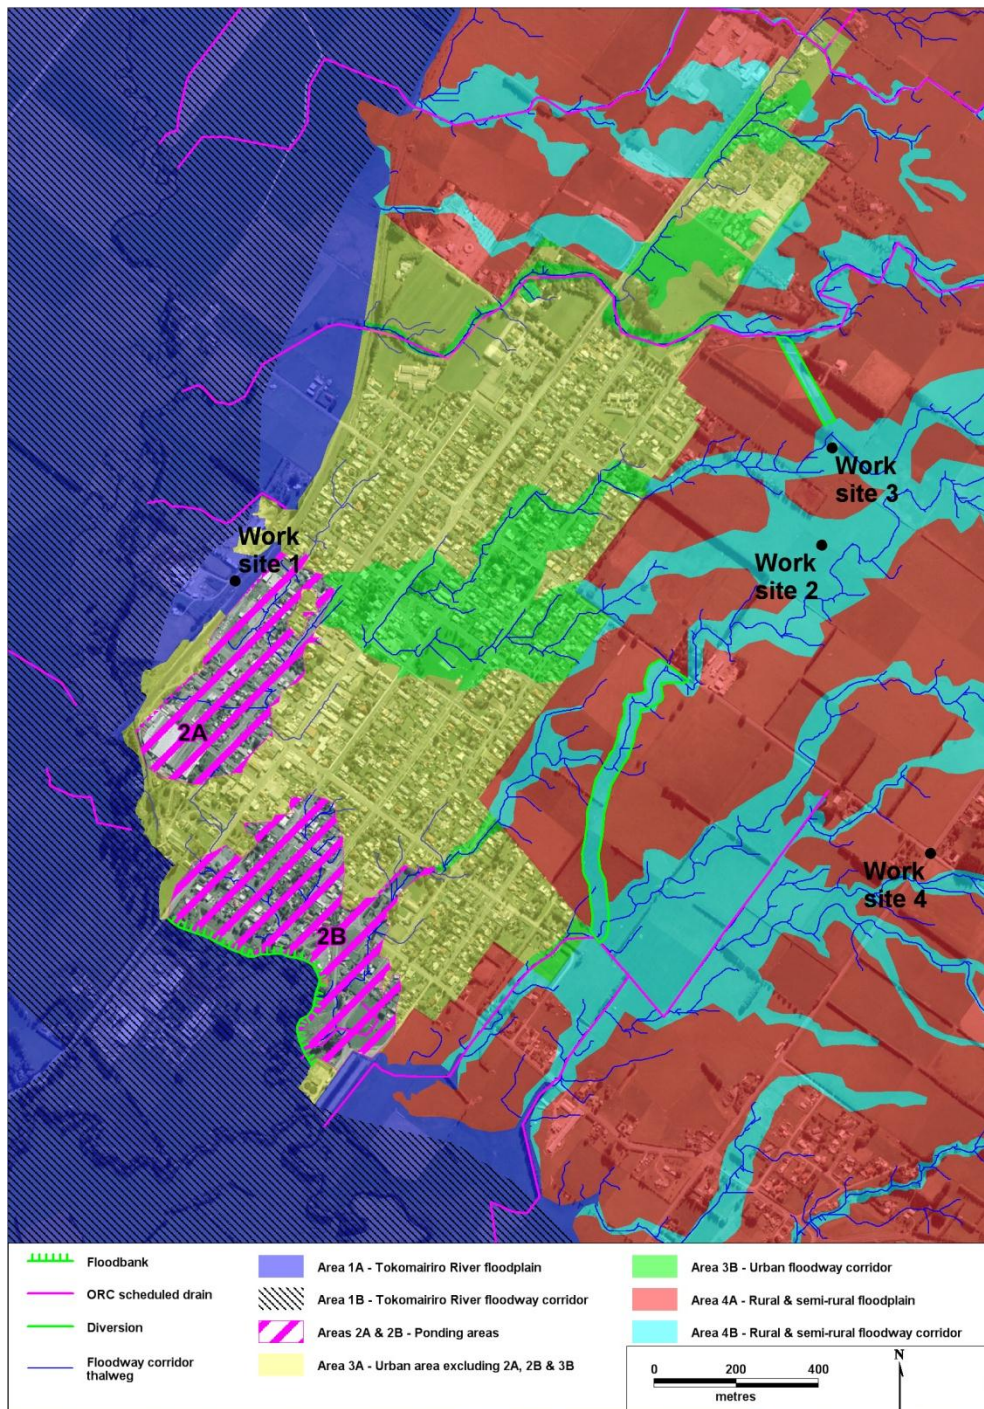 Work
site 3
Work
site 1
Work
site 2
2A
Work
site 4
2B
Floodbank
ORC scheduled drain
Diversion
Floodway corridor
thalweg
Area 1A - Tokomairiro River floodplain
Area 1B - Tokomairiro River floodway corridor
Areas 2A & 2B - Ponding areas
Area 3A - Urban area excluding 2A, 2B & 3B
Area 3B - Urban floodway corridor
Area 4A - Rural & semi-rural floodplain
Area 4B - Rural & semi-rural floodway corridor
0 200 400
metres
N